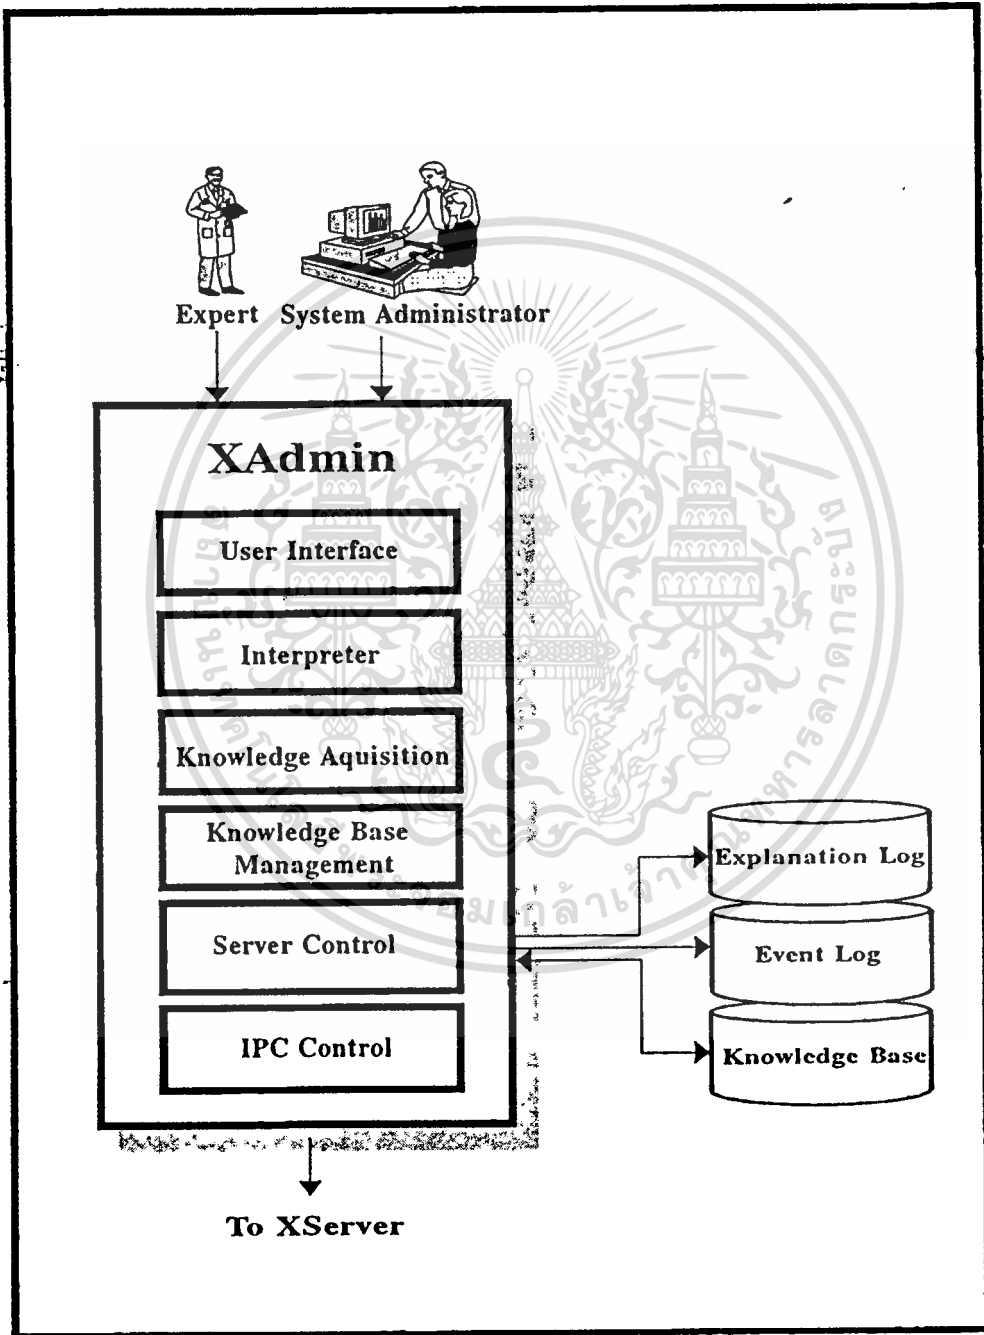 Expert System Administrator
XAdmin
User Interface
Interpreter
Knowledge Aquisition
Knowledge Base
Management
Server Control
IPC Control
Explanation Log
Event Log
Knowledge Base
To XServer